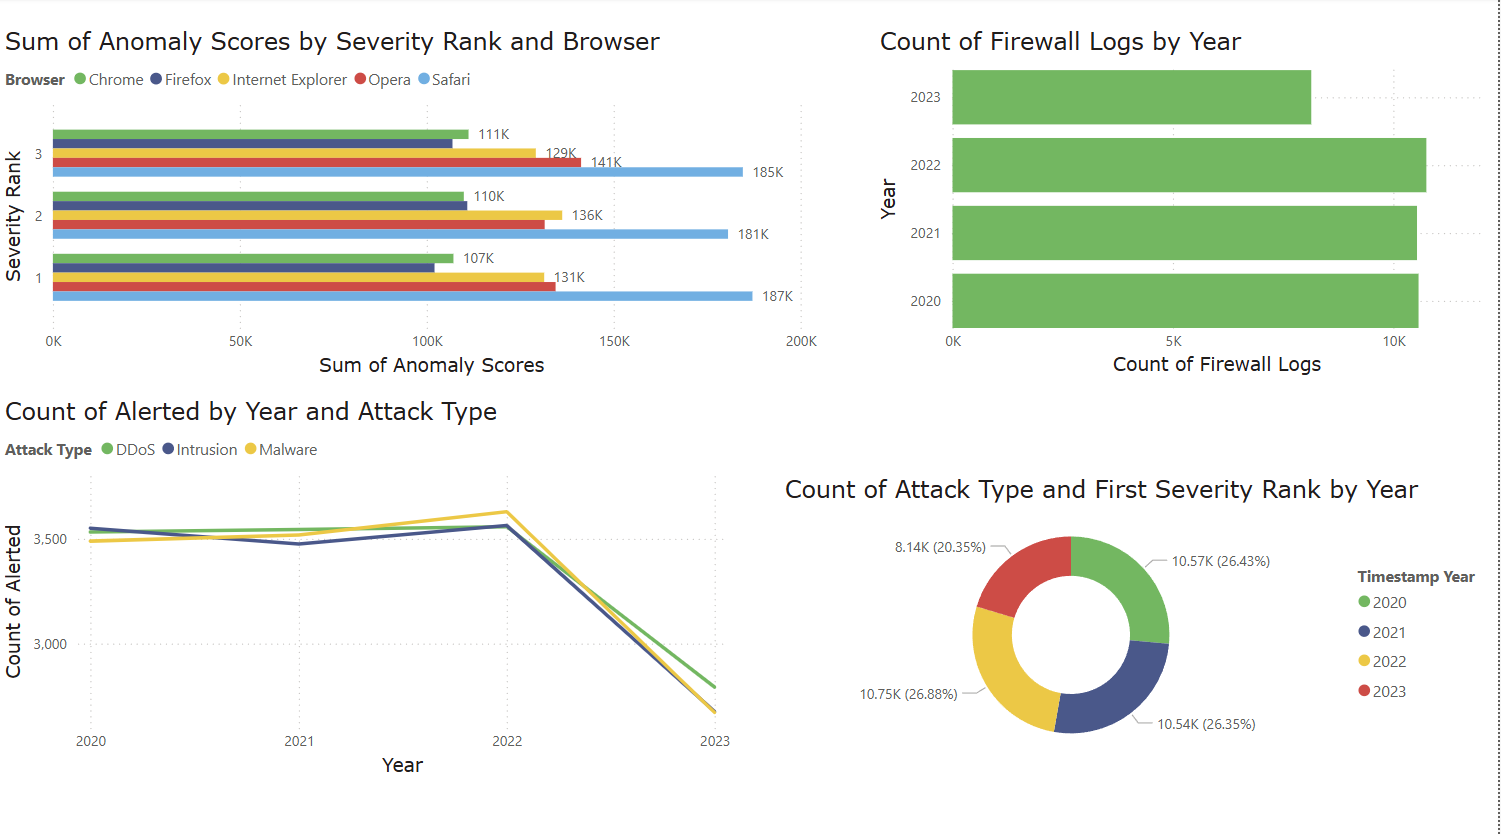 Sum of Anomaly Scores by Severity Rank and Browser
Browser Chrome Firefox Internet Explorer Opera Safari
Severity Rank
3
2
1
111K
129K
141K
185K
110K
136K
181K
107K
131K
187K
0K 50K 100K 150K 200K
Sum of Anomaly Scores
Count of Firewall Logs by Year
Year
2023
2022
2021
2020
0K 5K 10K
Count of Firewall Logs
Count of Alerted by Year and Attack Type
Attack Type DDoS Intrusion Malware
Count of Alerted
3,500
3,000
2020 2021 2022 2023
Year
Count of Attack Type and First Severity Rank by Year
8.14K (20.35%)
10.57K (26.43%)
10.75K (26.88%)
10.54K (26.35%)
Timestamp Year
2020
2021
2022
2023